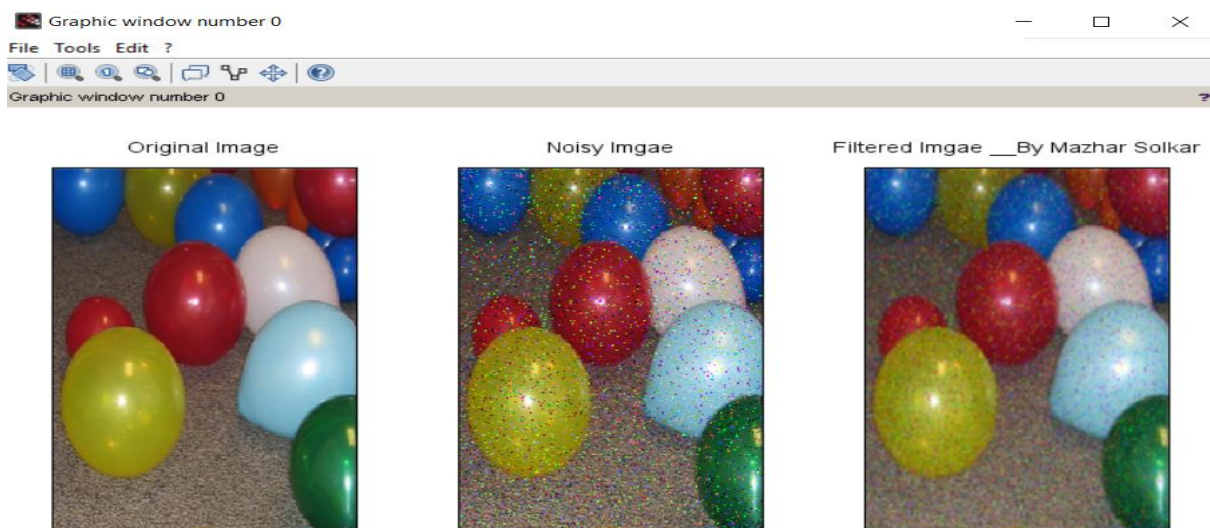 Graphic window number 0
File Tools Edit ?
Graphic window number 0 ?
Original Image
Noisy Imgae
Filtered Imgae __By Mazhar Solkar